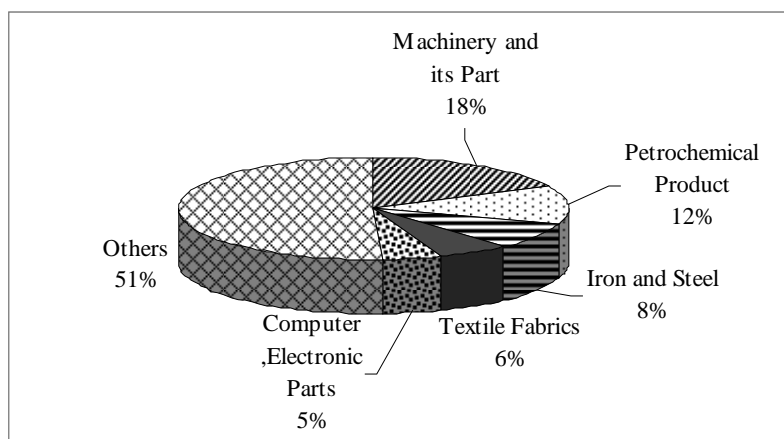 Machinery and
its Part
18%
Petrochemical
Product
12%
Iron and Steel
8%
Textile Fabrics
6%
Computer
,Electronic
Parts
5%
Others
51%